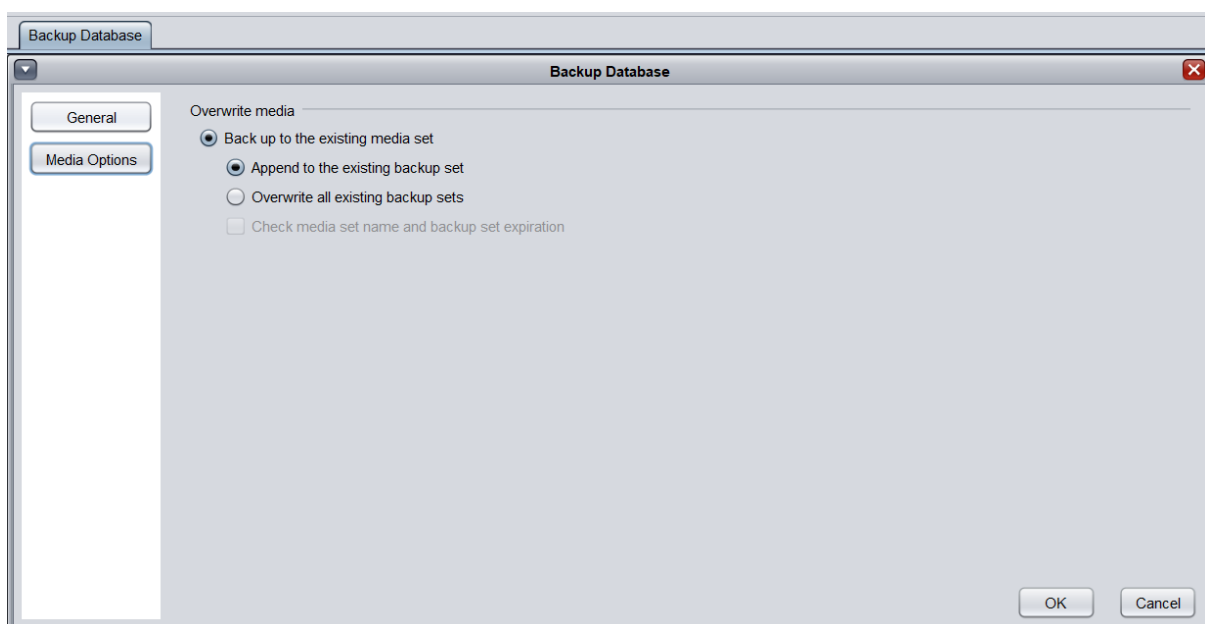 Backup Database
Backup Database
General
Media Options
Overwrite media
Back up to the existing media set
Append to the existing backup set
Overwrite all existing backup sets
Check media set name and backup set expiration
OK
Cancel